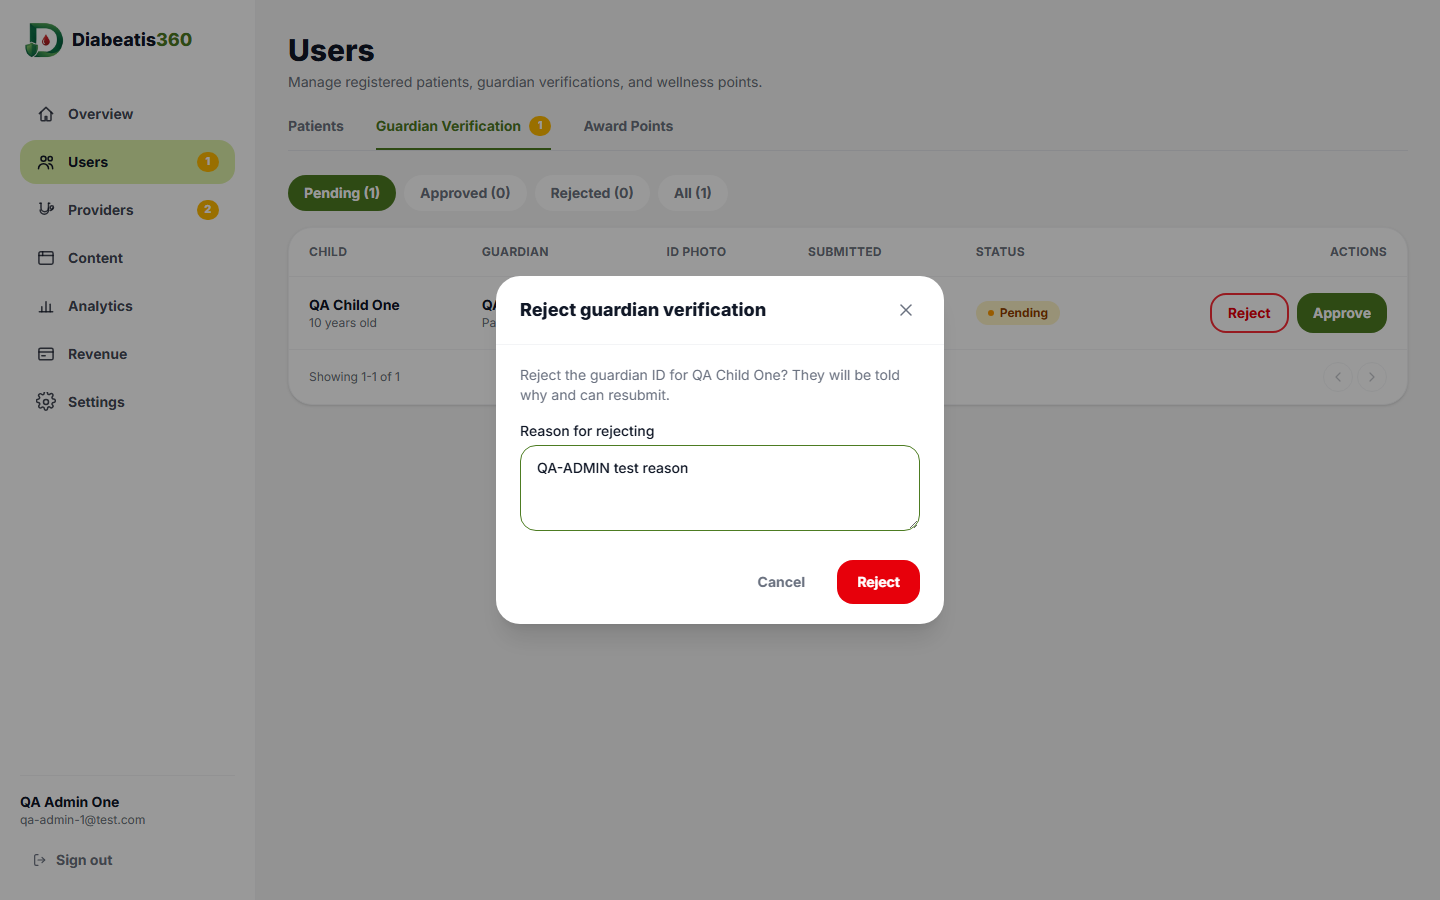 Diabeatis360
Overview
Users 1
Providers 2
Content
Analytics
Revenue
Settings
QA Admin One
qa-admin-1@test.com
Sign out
Users
Manage registered patients, guardian verifications, and wellness points.
Patients Guardian Verification 1 Award Points
Pending (1) Approved (0) Rejected (0) All (1)
CHILD GUARDIAN ID PHOTO SUBMITTED STATUS ACTIONS
QA Child One
10 years old
Pending Reject Approve
Showing 1-1 of 1
Reject guardian verification
Reject the guardian ID for QA Child One? They will be told
why and can resubmit.
Reason for rejecting
QA-ADMIN test reason
Cancel Reject